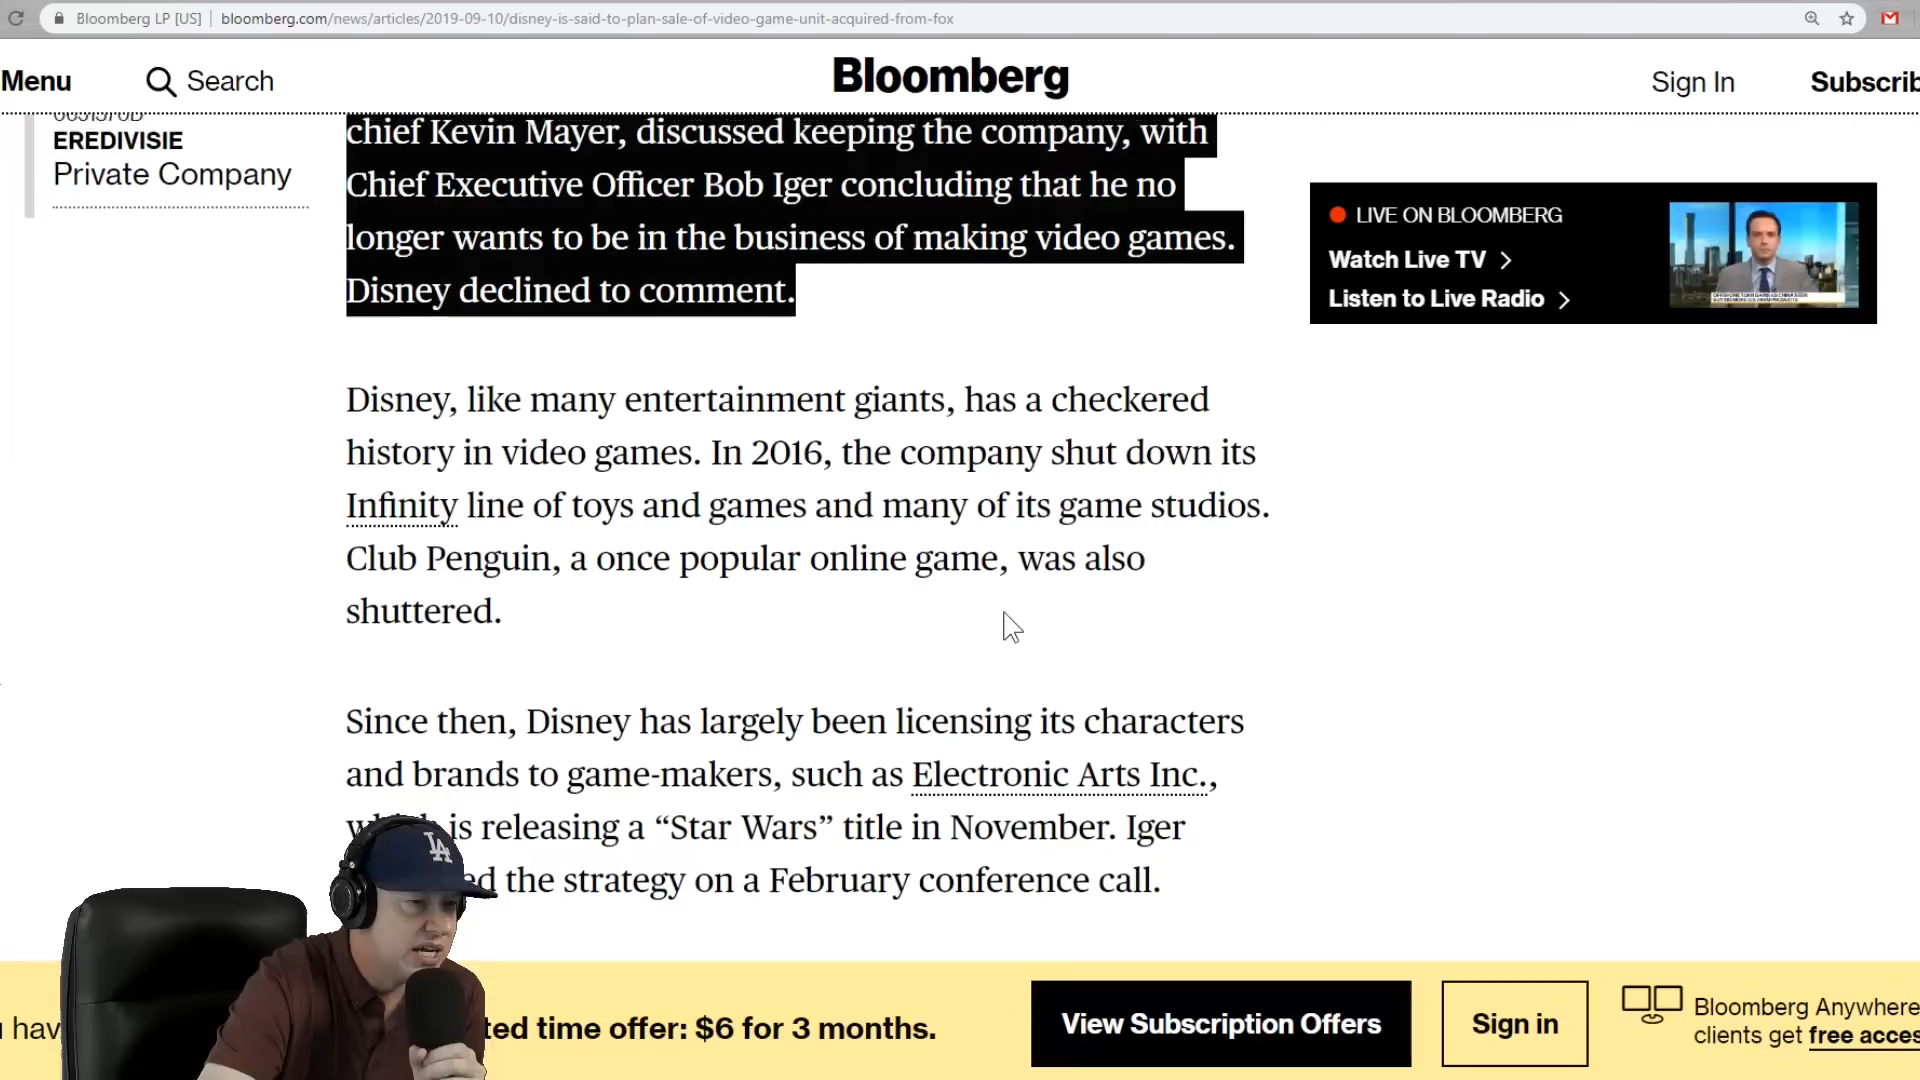 Bloomberg LP [US] | bloomberg.com/news/articles/2019-09-10/disney-is-said-to-plan-sale-of-video-game-unit-acquired-from-fox
Menu
Search
Bloomberg
Sign In
Subscrib
EREDIVISIE
Private Company
chief Kevin Mayer, discussed keeping the company, with
Chief Executive Officer Bob Iger concluding that he no
longer wants to be in the business of making video games.
Disney declined to comment.
LIVE ON BLOOMBERG
Watch Live TV
Listen to Live Radio
Disney, like many entertainment giants, has a checkered
history in video games. In 2016, the company shut down its
Infinity line of toys and games and many of its game studios.
Club Penguin, a once popular online game, was also
shuttered.
Since then, Disney has largely been licensing its characters
and brands to game-makers, such as Electronic Arts Inc.,
is releasing a “Star Wars” title in November. Iger
ed the strategy on a February conference call.
LA
hav
ted time offer: $6 for 3 months.
View Subscription Offers
Sign in
Bloomberg Anywhere
clients get free acces